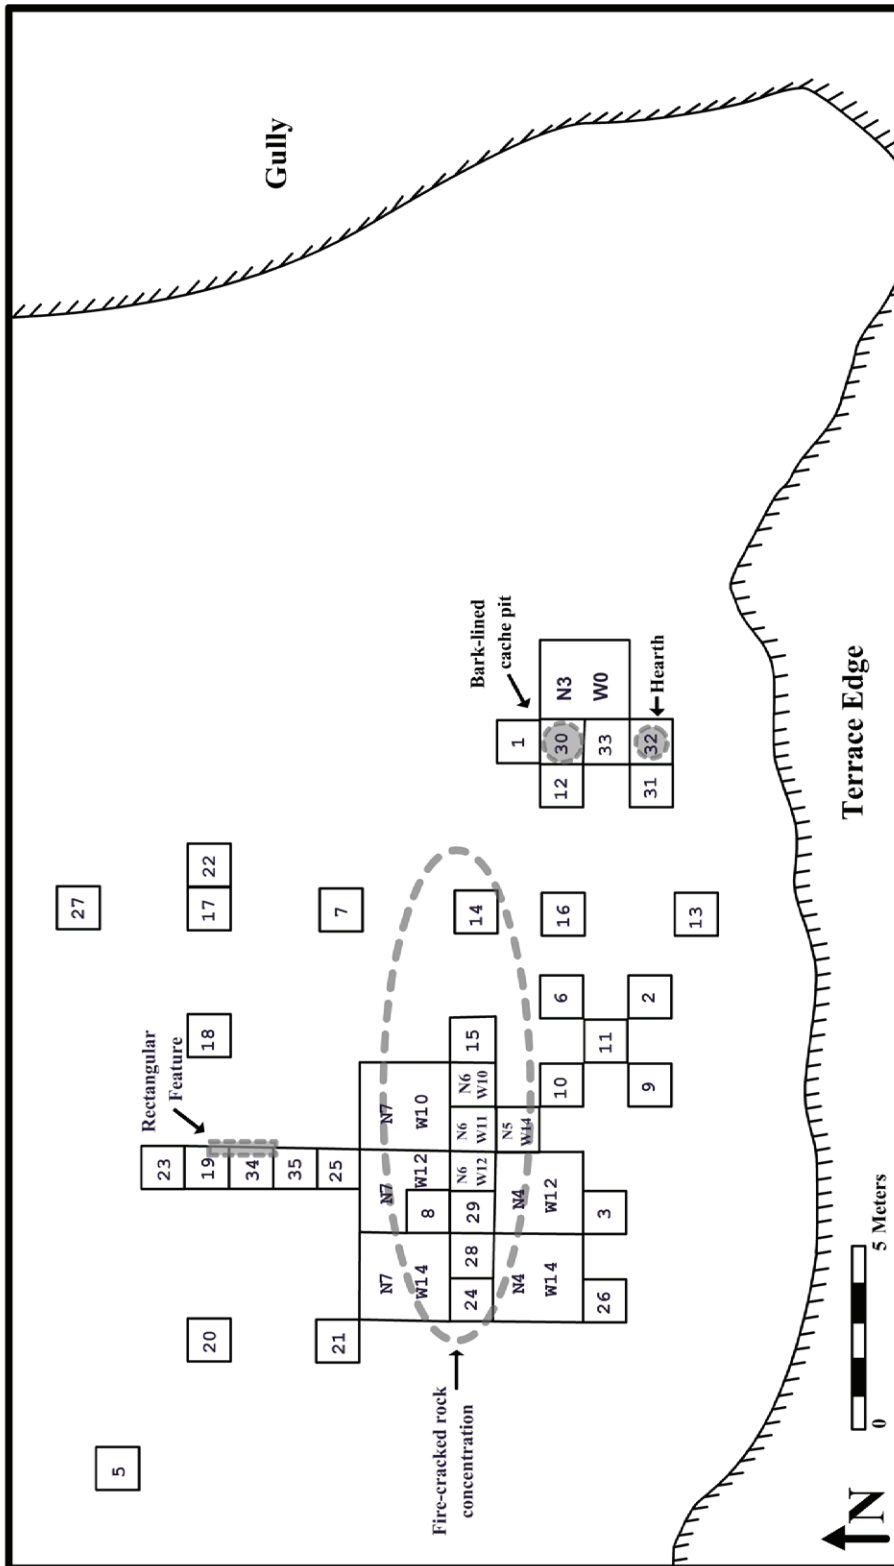 27
5
Rectangular
Feature
23
20
19
18
17
22
34
Gully
35
21
25
7
N7
W14
N7
W12
N7
W10
8
Fire-cracked rock
concentration
24
28
29
N6
W12
N6
W11
N6
W10
15
14
Bark-lined
cache pit
N4
W14
N4
W12
N5
W14
1
10
6
16
12
30
N3
W0
26
3
11
33
9
2
31
32
Hearth
13
Terrace Edge
N
0
5 Meters